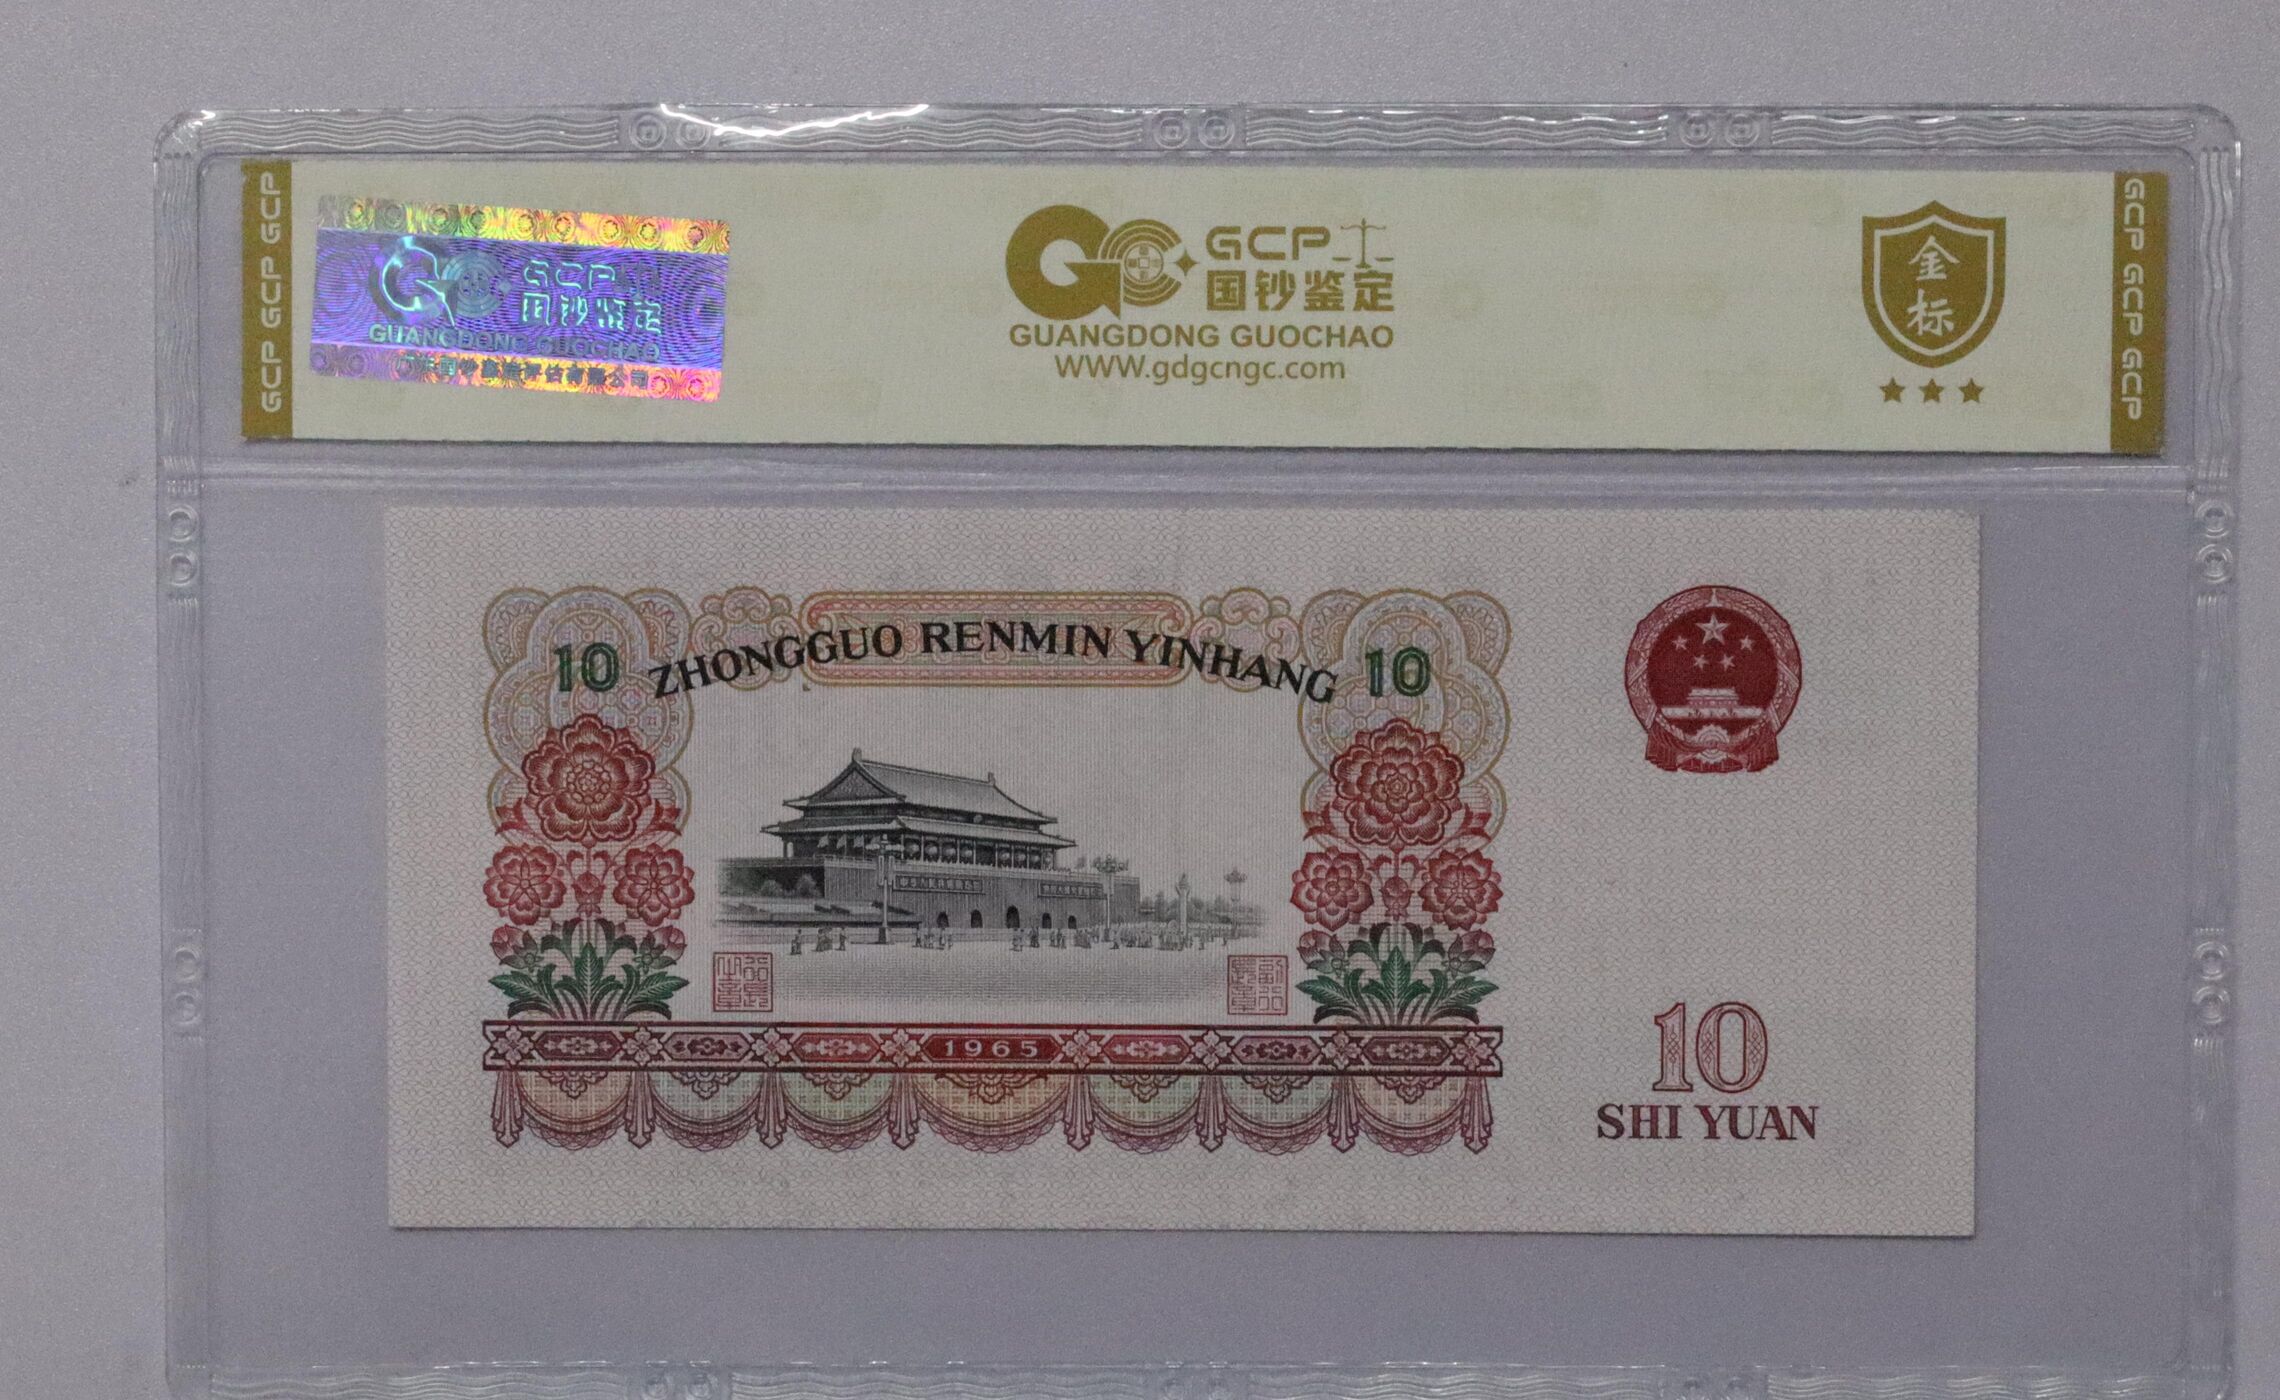 GCP GCP GCP
GCP
国钞鉴定
GUANGDONG GUOCHAO
GCP
国钞鉴定
GUANGDONG GUOCHAO
WWW.gdgcngc.com
金标
GCP GCP GCP
ZHONGGUO RENMIN YINHANG
10
10
1965
10
SHI YUAN